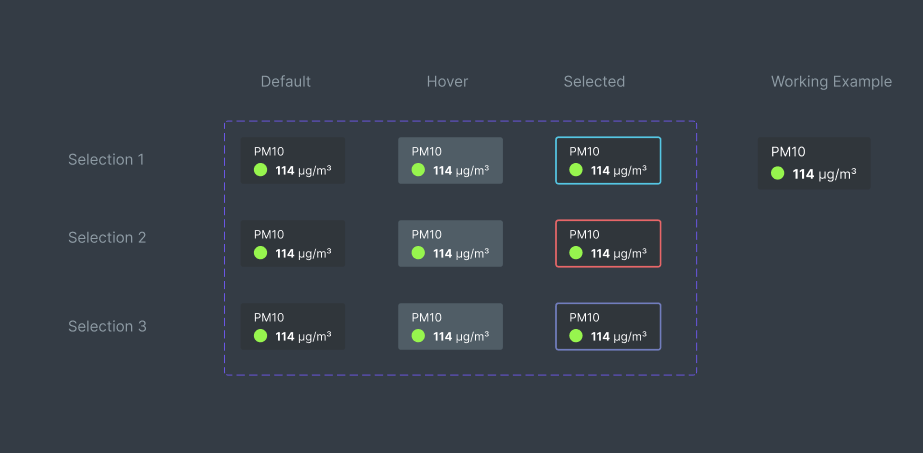 Default Hover Selected Working Example
Selection 1
PM10 PM10 PM10 PM10
114 µg/m³ 114 µg/m³ 114 µg/m³ 114 µg/m³
Selection 2
PM10 PM10 PM10
114 µg/m³ 114 µg/m³ 114 µg/m³
Selection 3
PM10 PM10 PM10
114 µg/m³ 114 µg/m³ 114 µg/m³